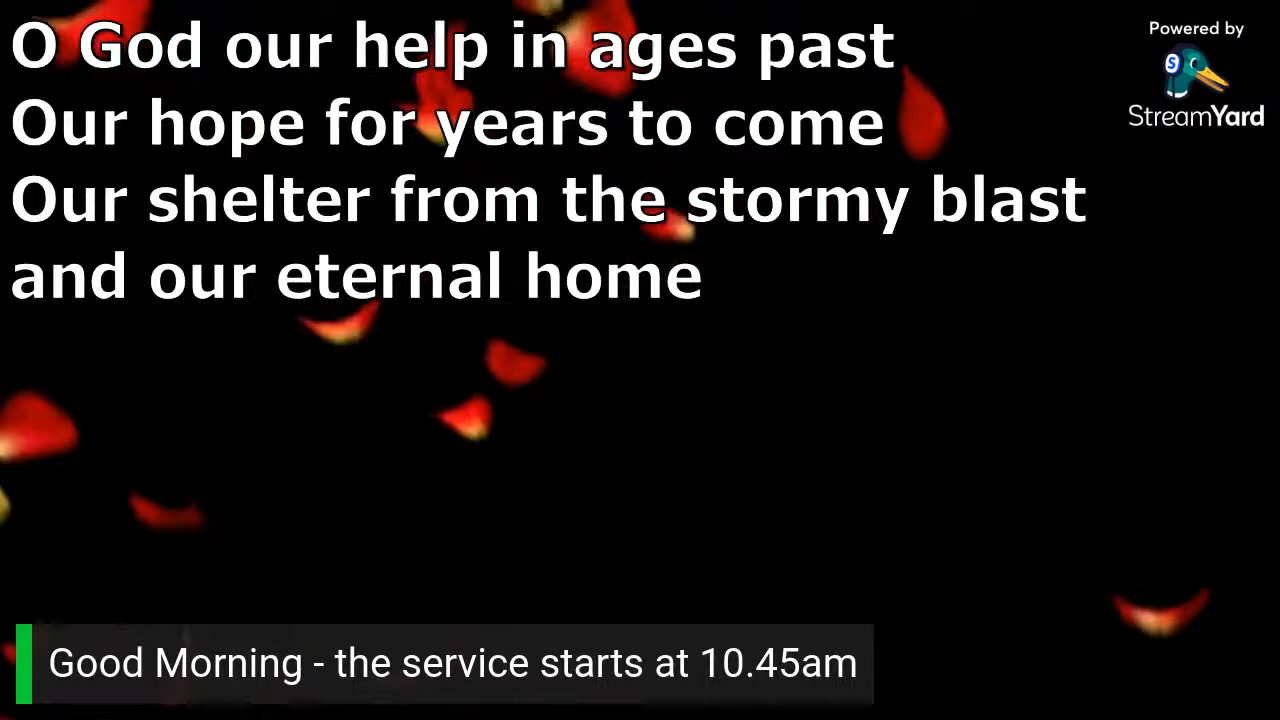 O God our help in ages past
Our hope for years to come
Our shelter from the stormy blast
and our eternal home
Powered by
S
StreamYard
Good Morning - the service starts at 10.45am